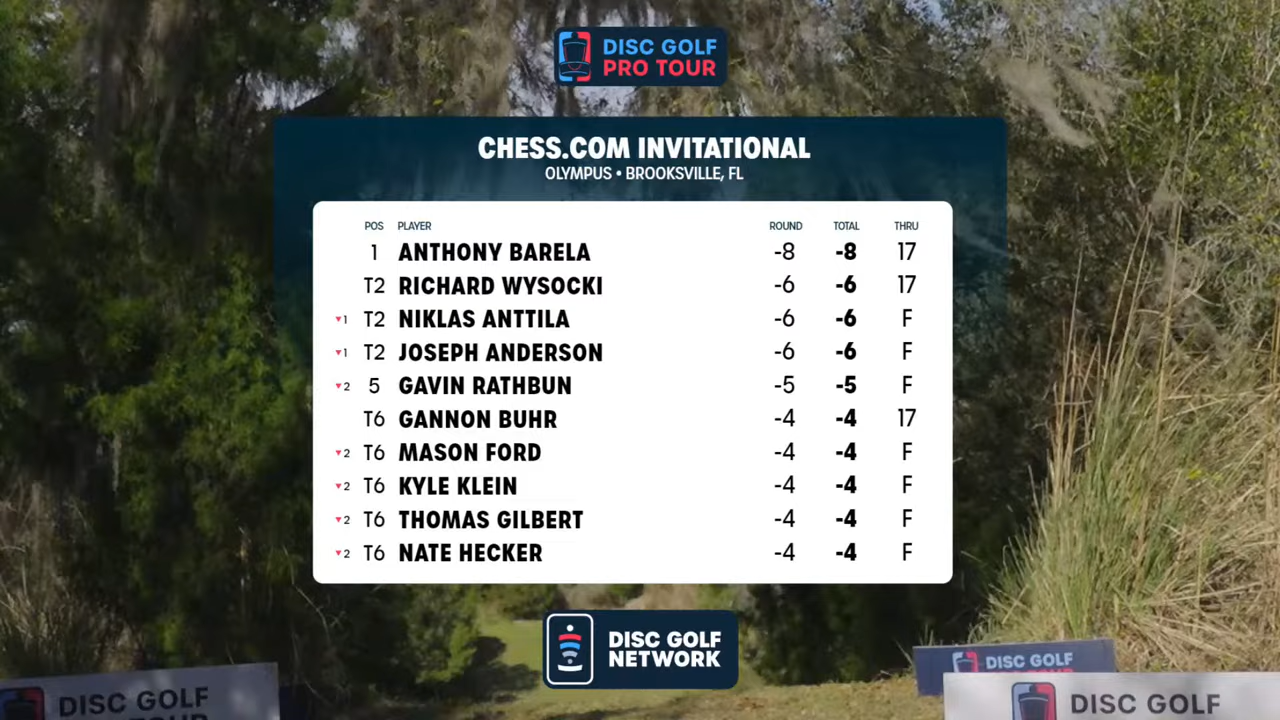 DISC GOLF
PRO TOUR
CHESS.COM INVITATIONAL
OLYMPUS • BROOKSVILLE, FL
POS PLAYER ROUND TOTAL THRU
1 ANTHONY BARELA -8 -8 17
T2 RICHARD WYSOCKI -6 -6 17
▼1 T2 NIKLAS ANTTILA -6 -6 F
▼1 T2 JOSEPH ANDERSON -6 -6 F
▼2 5 GAVIN RATHBUN -5 -5 F
T6 GANNON BUHR -4 -4 17
▼2 T6 MASON FORD -4 -4 F
▼2 T6 KYLE KLEIN -4 -4 F
▼2 T6 THOMAS GILBERT -4 -4 F
▼2 T6 NATE HECKER -4 -4 F
DISC GOLF
NETWORK
DISC GOLF
PRO TOUR
DISC GOLF
TOUR
DISC GOLF